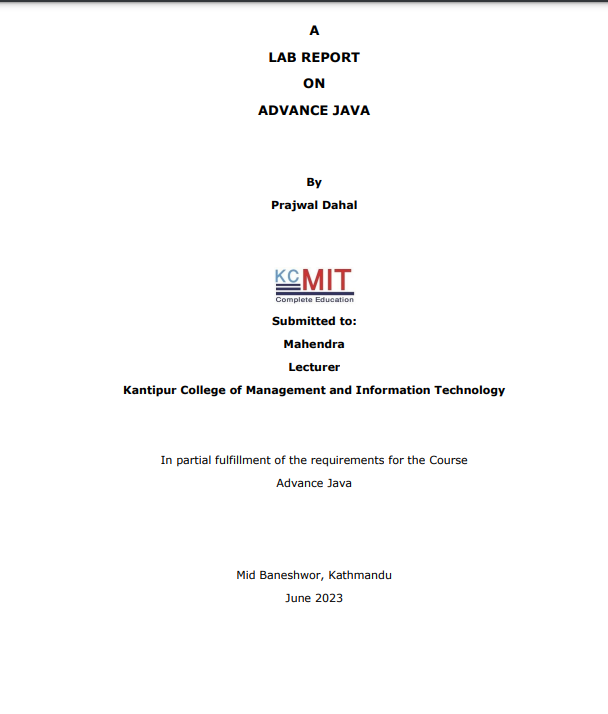 A
LAB REPORT
ON
ADVANCE JAVA
By
Prajwal Dahal
KCMIT
Complete Education
Submitted to:
Mahendra
Lecturer
Kantipur College of Management and Information Technology
In partial fulfillment of the requirements for the Course
Advance Java
Mid Baneshwor, Kathmandu
June 2023